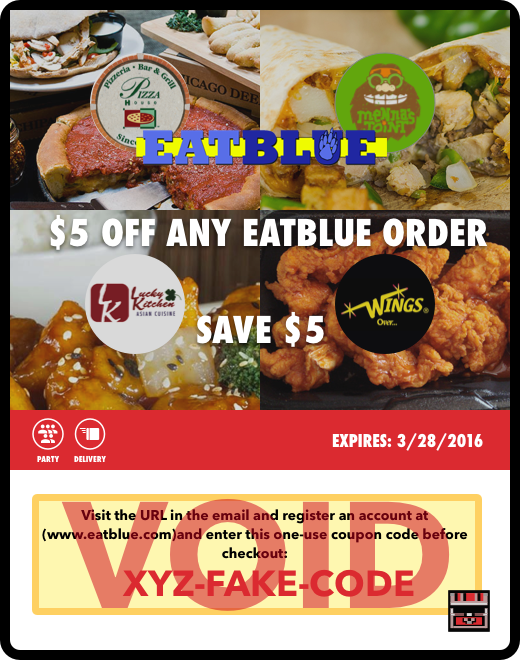 Pizzeria • Bar & Grill
Pizza
House
Since
CHICAGO DEE
menna's
joint
EATBLUE
$5 OFF ANY EATBLUE ORDER
LK
Lucky
Kitchen
ASIAN CUISINE
WINGS®
Over...
SAVE $5
PARTY
DELIVERY
EXPIRES: 3/28/2016
VOID
Visit the URL in the email and register an account at
(www.eatblue.com)and enter this one-use coupon code before
checkout:
XYZ-FAKE-CODE